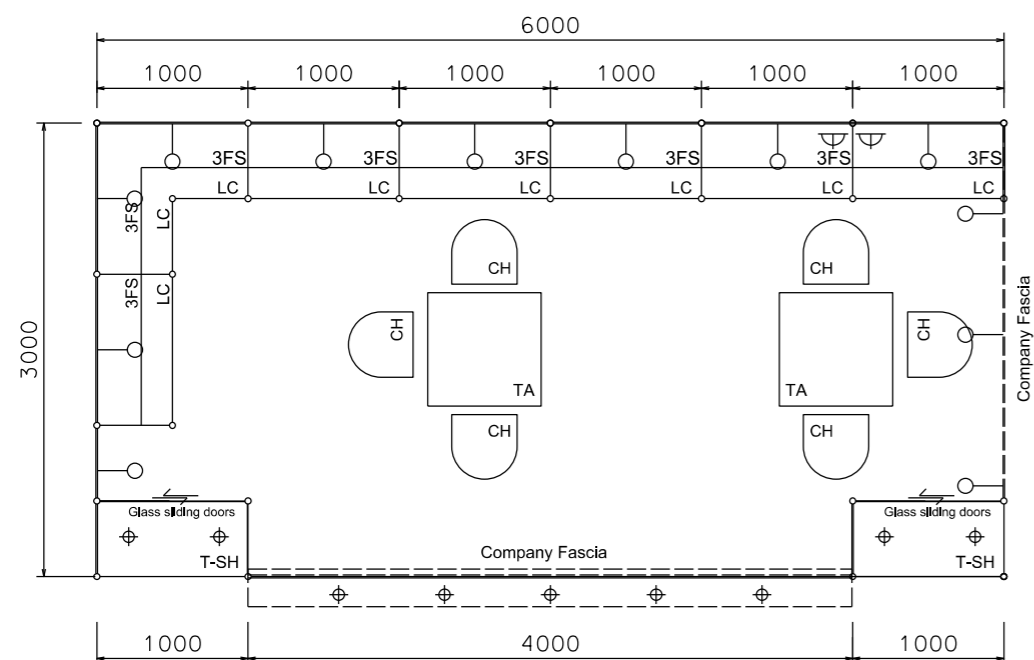 6000
1000 1000 1000 1000 1000 1000
3FS 3FS 3FS 3FS 3FS 3FS
LC LC LC LC LC LC
3FS LC
3FS LC
3000
CH CH
CH CH
TA TA
CH CH
Company Fascia
Glass sliding doors Glass sliding doors
T-SH T-SH
Company Fascia
1000 4000 1000